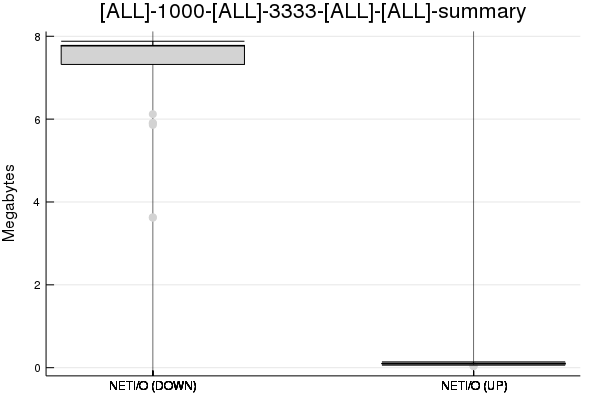 [ALL]-1000-[ALL]-3333-[ALL]-[ALL]-summary
Megabytes
8
6
4
2
0
NETI/O (DOWN)
NETI/O (UP)